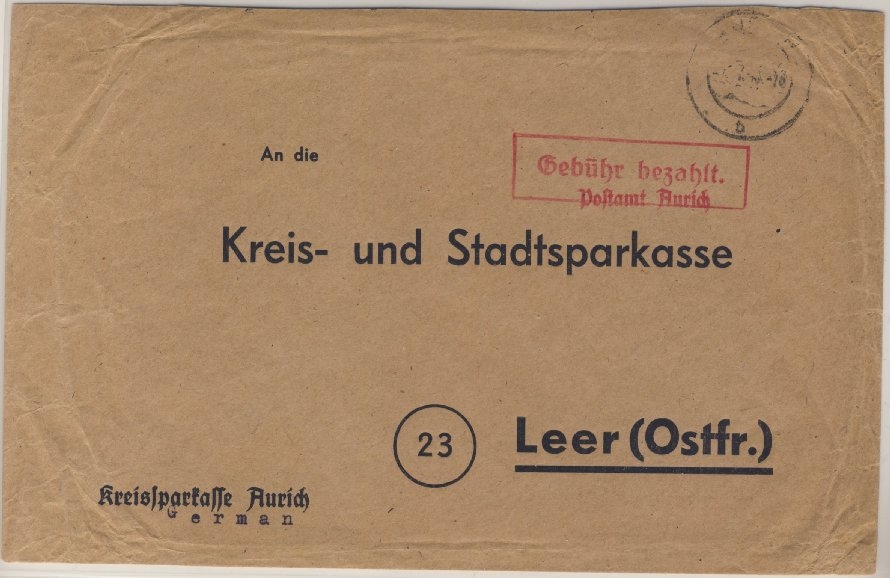 An die
Gebühr bezahlt.
Postamt Aurich
Kreis- und Stadtsparkasse
23 Leer (Ostfr.)
Kreissparkasse Aurich
German